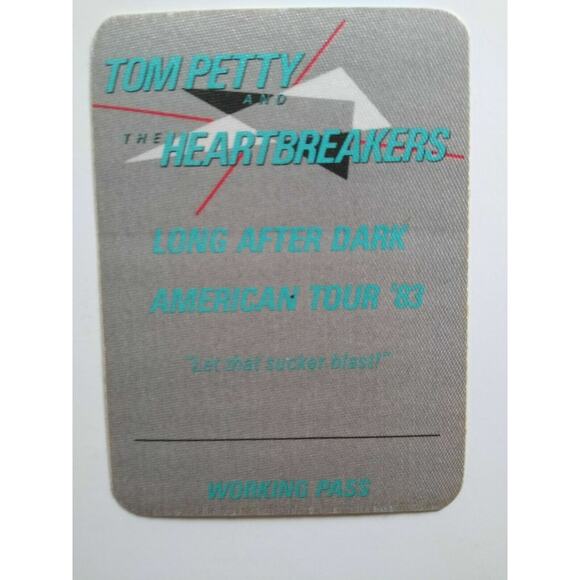 TOM PETTY
AND
THE HEARTBREAKERS
LONG AFTER DARK
AMERICAN TOUR '83
"Let that sucker blast!"
WORKING PASS